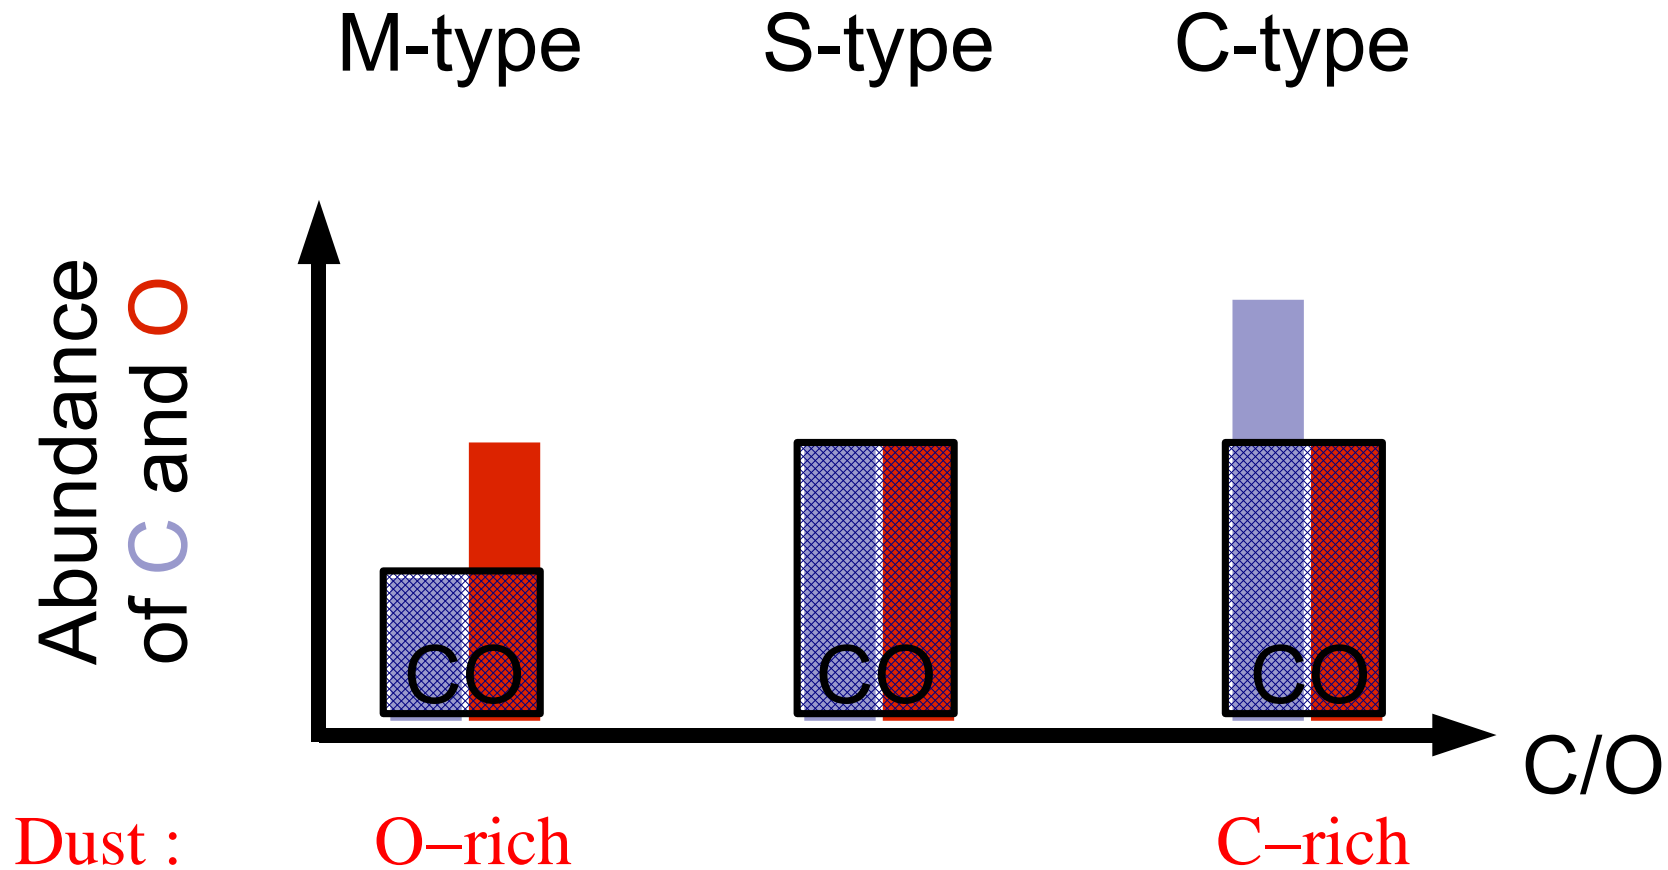 M-type S-type C-type
Abundance
of C and O
CO CO CO
C/O
Dust : O–rich C–rich